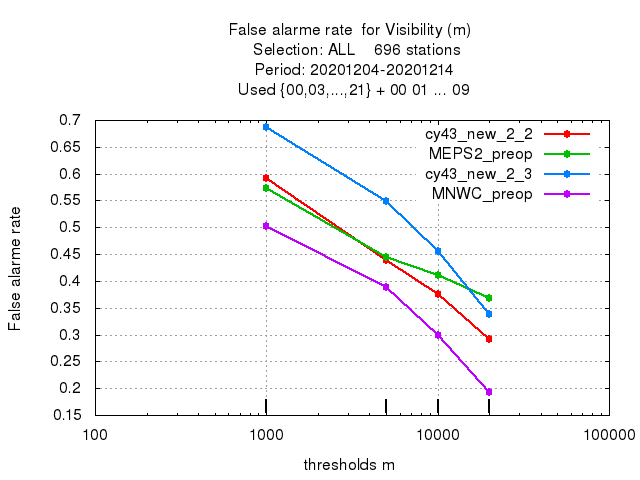 False alarme rate  for Visibility (m)
Selection: ALL    696 stations
Period: 20201204-20201214
Used {00,03,...,21} + 00 01 ... 09
0.7
0.65
0.6
0.55
0.5
0.45
0.4
0.35
0.3
0.25
0.2
0.15
False alarme rate
cy43_new_2_2
MEPS2_preop
cy43_new_2_3
MNWC_preop
100 1000 10000 100000
thresholds m